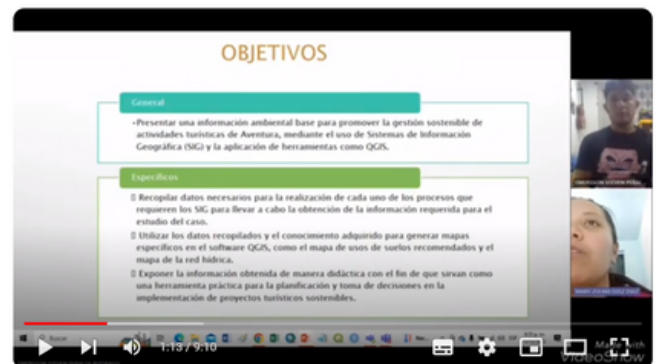 OBJETIVOS
General
•Presentar una información ambiental base para promover la gestión sostenible de
actividades turísticas de Aventura, mediante el uso de Sistemas de Información
Geográfica (SIG) y la aplicación de herramientas como QGIS.
Específicos
Recopilar datos necesarios para la realización de cada uno de los procesos que
requieren los SIG para llevar a cabo la obtención de la información requerida para el
estudio del caso.
Utilizar los datos recopilados y el conocimiento adquirido para generar mapas
específicos en el software QGIS, como el mapa de usos de suelos recomendados y el
mapa de la red hídrica.
Exponer la información obtenida de manera didáctica con el fin de que sirvan como
una herramienta práctica para la planificación y toma de decisiones en la
implementación de proyectos turísticos sostenibles.
Buscar
1:13 / 9:10
Made with
VideoShow